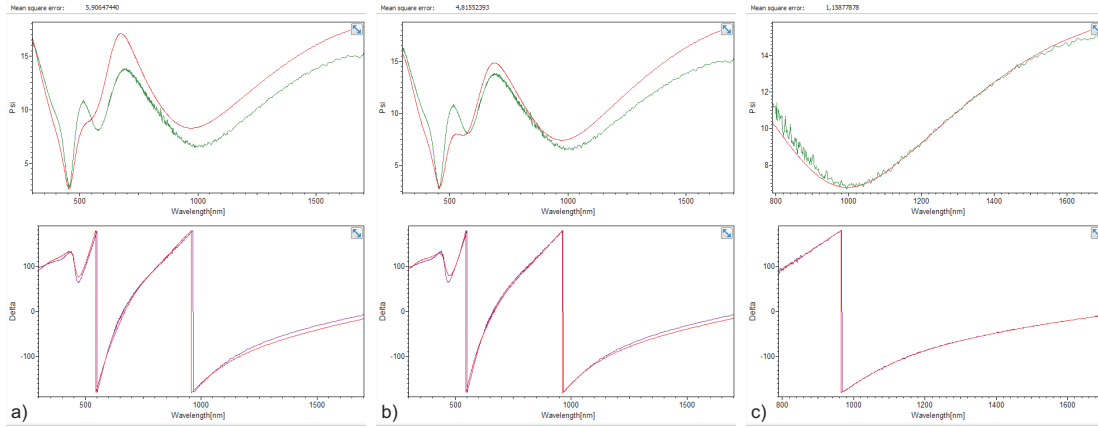 Mean square error: 5,90647440
Psi
15
10
5
500 1000 1500
Wavelength[nm]
Delta
100
0
-100
500 1000 1500
Wavelength[nm]
a)
Mean square error: 4,81552393
Psi
15
10
5
500 1000 1500
Wavelength[nm]
Delta
100
0
-100
500 1000 1500
Wavelength[nm]
b)
Mean square error: 1,15877878
Psi
14
12
10
8
800 1000 1200 1400 1600
Wavelength[nm]
Delta
100
0
-100
800 1000 1200 1400 1600
Wavelength[nm]
c)